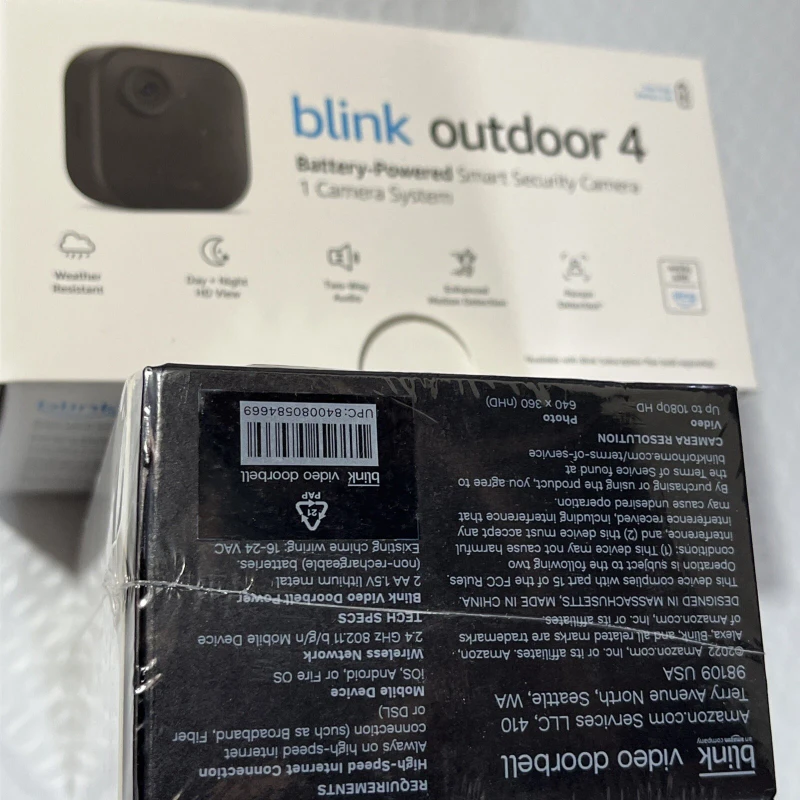 blink outdoor 4
Battery-Powered Smart Security Camera
1 Camera System
Weather
Resistant
Day + Night
HD View
Two-Way
Audio
Enhanced
Motion Detection
Person
Detection*
blink video doorbell
an amazon company
Amazon.com Services LLC, 410
Terry Avenue North, Seattle, WA
98109 USA
©2022 Amazon.com, Inc. or its affiliates. Amazon,
Alexa, Blink, and all related marks are trademarks
of Amazon.com, Inc. or its affiliates.
DESIGNED IN MASSACHUSETTS, MADE IN CHINA.
This device complies with part 15 of the FCC Rules.
Operation is subject to the following two
conditions: (1) This device may not cause harmful
interference, and (2) this device must accept any
interference received, including interference that
may cause undesired operation.
By purchasing or using the product, you agree to
the Terms of Service found at
blinkforhome.com/terms-of-service
CAMERA RESOLUTION
Video
Up to 1080p HD
Photo
640 x 360 (nHD)
REQUIREMENTS
High-Speed Internet Connection
Always on high-speed internet
connection (such as Broadband, Fiber,
or DSL)
Mobile Device
iOS, Android, or Fire OS
Wireless Network
2.4 GHz 802.11 b/g/n Mobile Device
TECH SPECS
Blink Video Doorbell Power
2 AA 1.5V lithium metal
(non-rechargeable) batteries.
Existing chime wiring: 16-24 VAC
21
PAP
blink video doorbell
UPC:840080584669